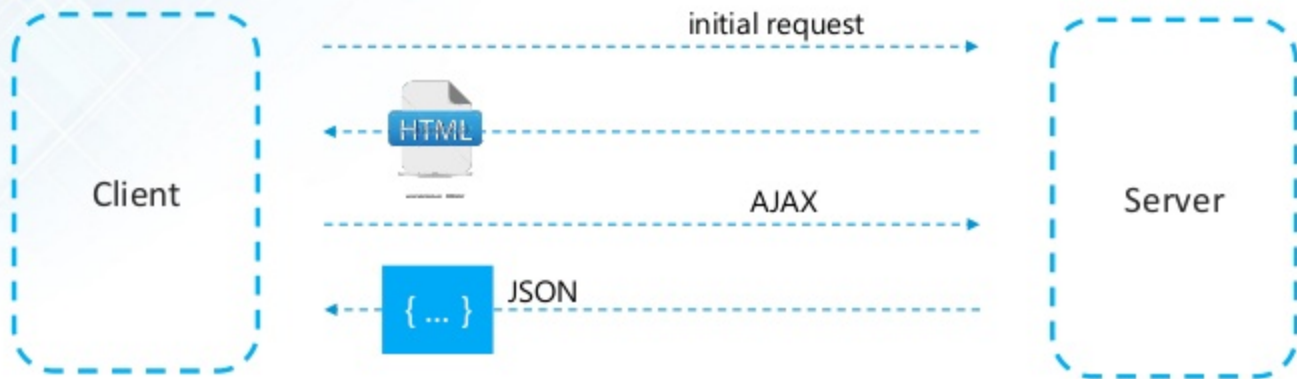 initial request
HTML
Client
AJAX
Server
JSON
{ ... }